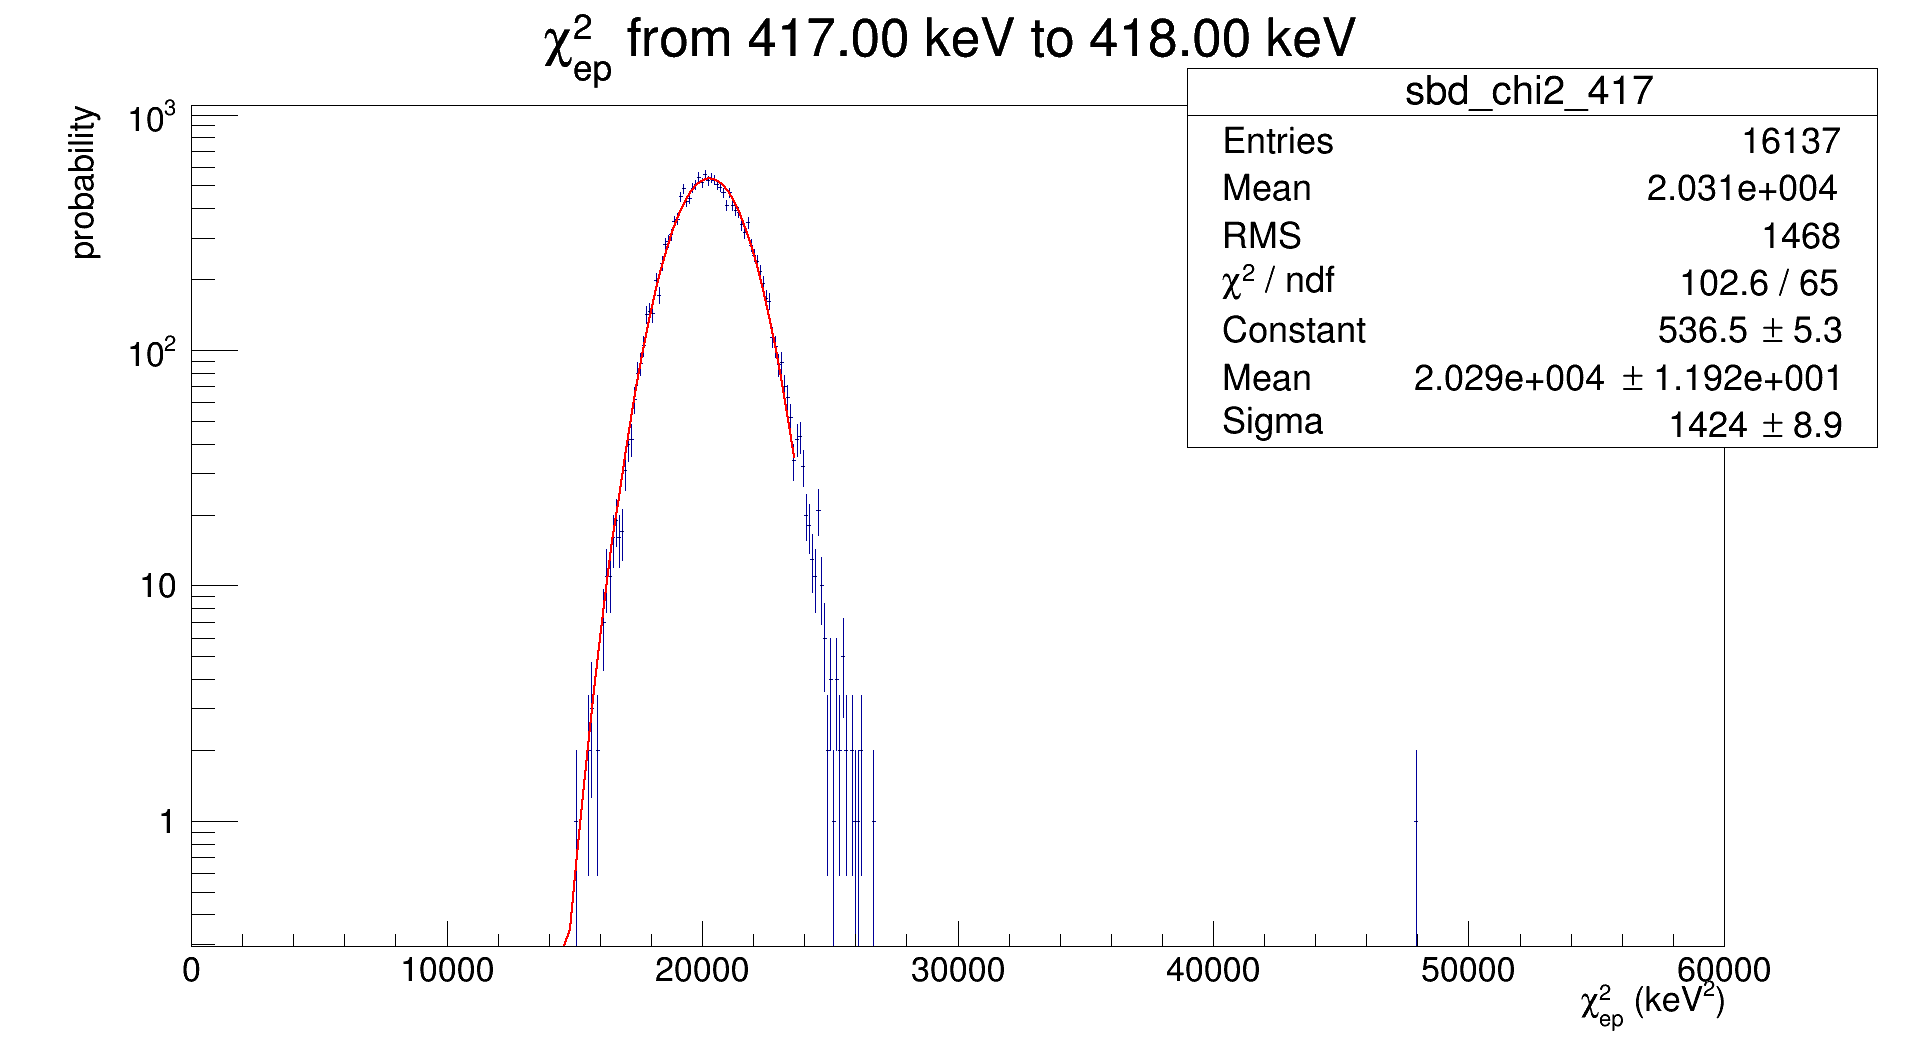 χ²ep from 417.00 keV to 418.00 keV
sbd_chi2_417
Entries 16137
Mean 2.031e+004
RMS 1468
χ² / ndf 102.6 / 65
Constant 536.5 ± 5.3
Mean 2.029e+004 ± 1.192e+001
Sigma 1424 ± 8.9
probability
10³
10²
10
1
0 10000 20000 30000 40000 50000 60000
χ²ep (keV²)